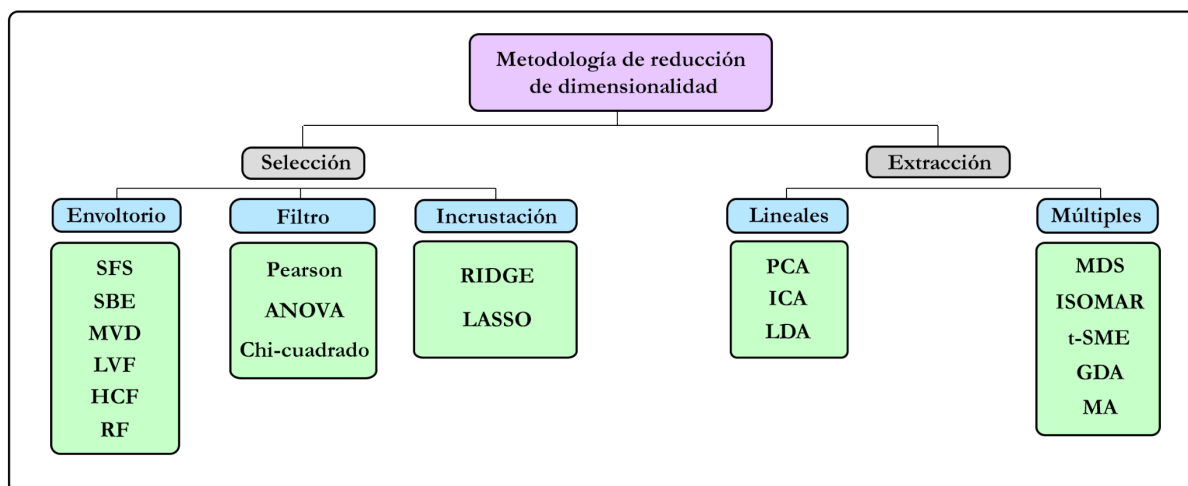 Metodología de reducción
de dimensionalidad
Selección
Extracción
Envoltorio
Filtro
Incrustación
Lineales
Múltiples
SFS
SBE
MVD
LVF
HCF
RF
Pearson
ANOVA
Chi-cuadrado
RIDGE
LASSO
PCA
ICA
LDA
MDS
ISOMAR
t-SME
GDA
MA